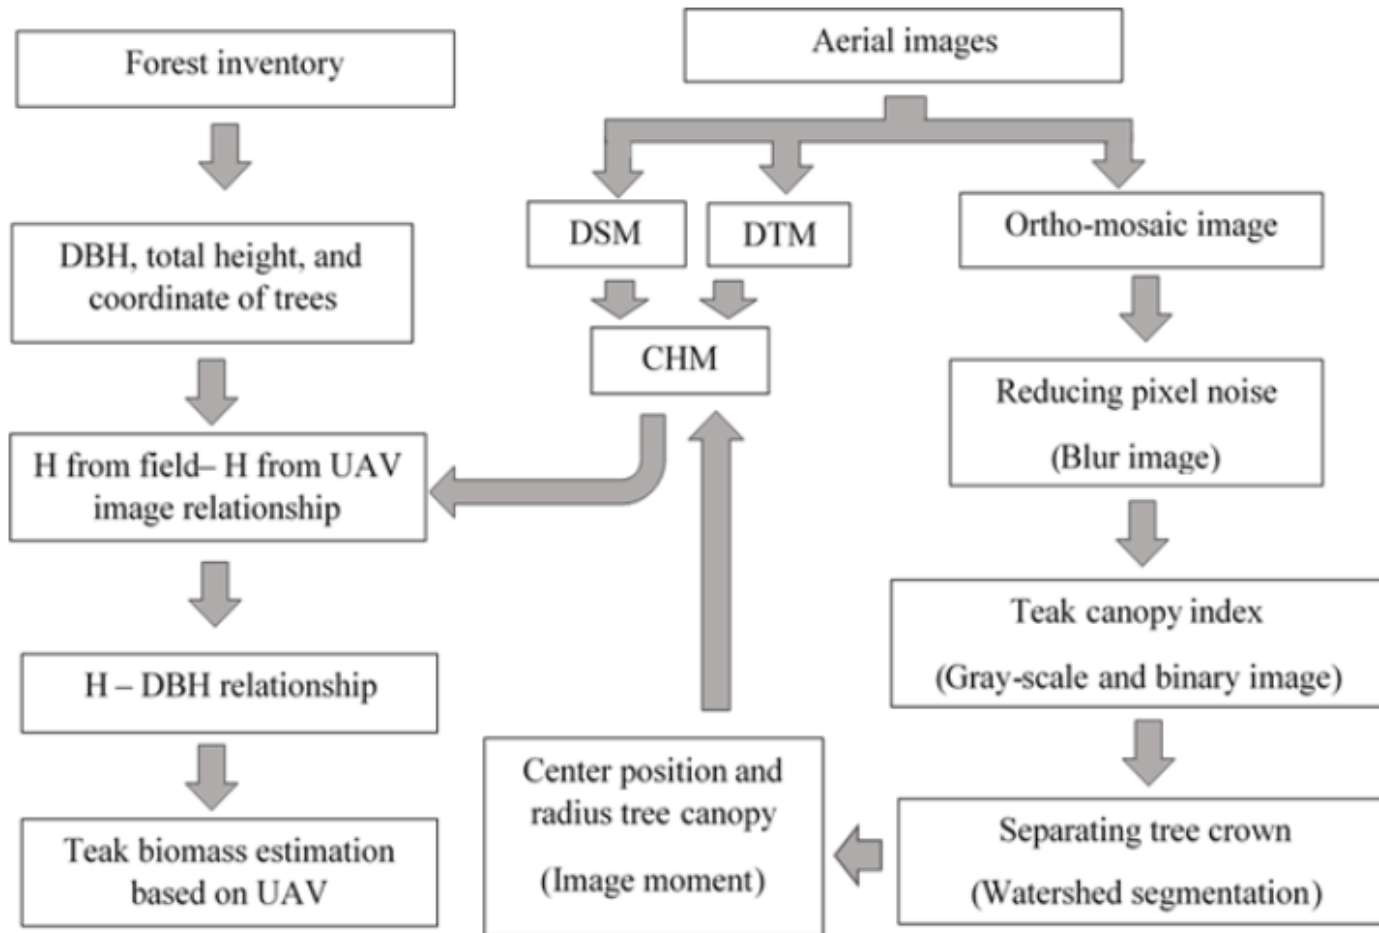 Forest inventory
Aerial images
DBH, total height, and
coordinate of trees
DSM
DTM
Ortho-mosaic image
CHM
Reducing pixel noise
(Blur image)
H from field– H from UAV
image relationship
Teak canopy index
(Gray-scale and binary image)
H – DBH relationship
Center position and
radius tree canopy
(Image moment)
Separating tree crown
(Watershed segmentation)
Teak biomass estimation
based on UAV